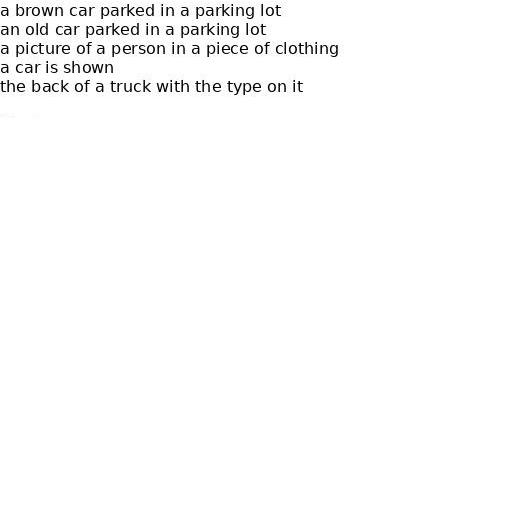 a brown car parked in a parking lot
an old car parked in a parking lot
a picture of a person in a piece of clothing
a car is shown
the back of a truck with the type on it